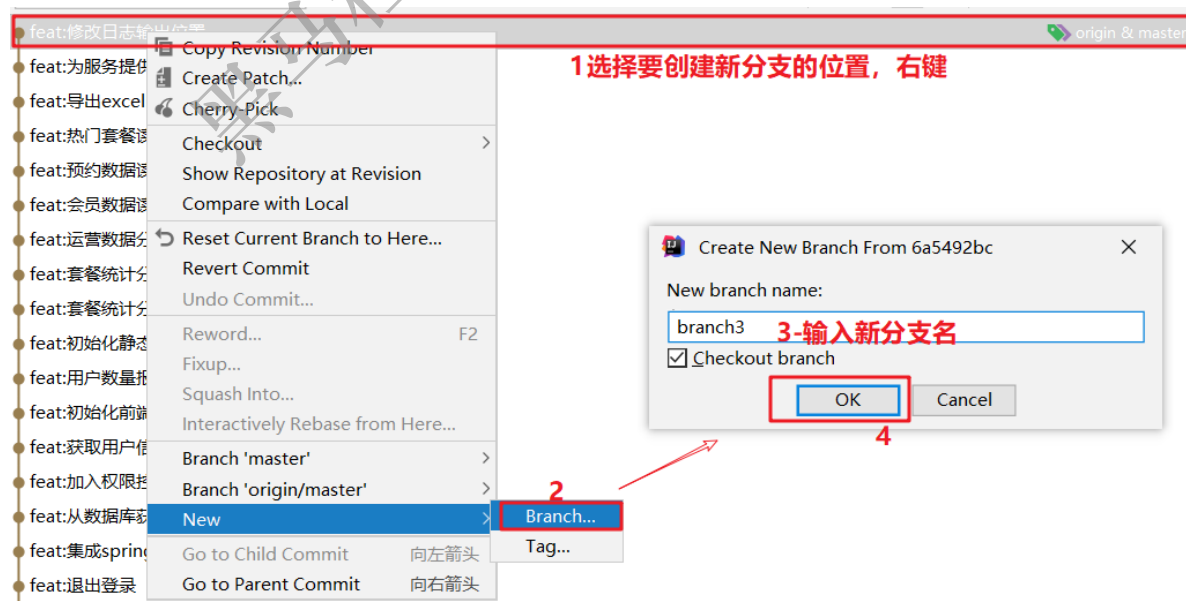 feat:修改日志输出位置
origin & master
1选择要创建新分支的位置，右键
feat:为服务提供
feat:导出excel
feat:热门套餐
feat:预约数据
feat:会员数据
feat:运营数据
feat:套餐统计
feat:套餐统计
feat:初始化静态
feat:用户数量
feat:初始化前端
feat:获取用户信
feat:加入权限控
feat:从数据库获
feat:集成spring
feat:退出登录
Copy Revision Number
Create Patch...
Cherry-Pick
Checkout
Show Repository at Revision
Compare with Local
Reset Current Branch to Here...
Revert Commit
Undo Commit...
Reword... F2
Fixup...
Squash Into...
Interactively Rebase from Here...
Branch 'master'
Branch 'origin/master'
New
Go to Child Commit 向左箭头
Go to Parent Commit 向右箭头
2
Branch...
Tag...
Create New Branch From 6a5492bc
New branch name:
branch3
3-输入新分支名
Checkout branch
OK Cancel
4